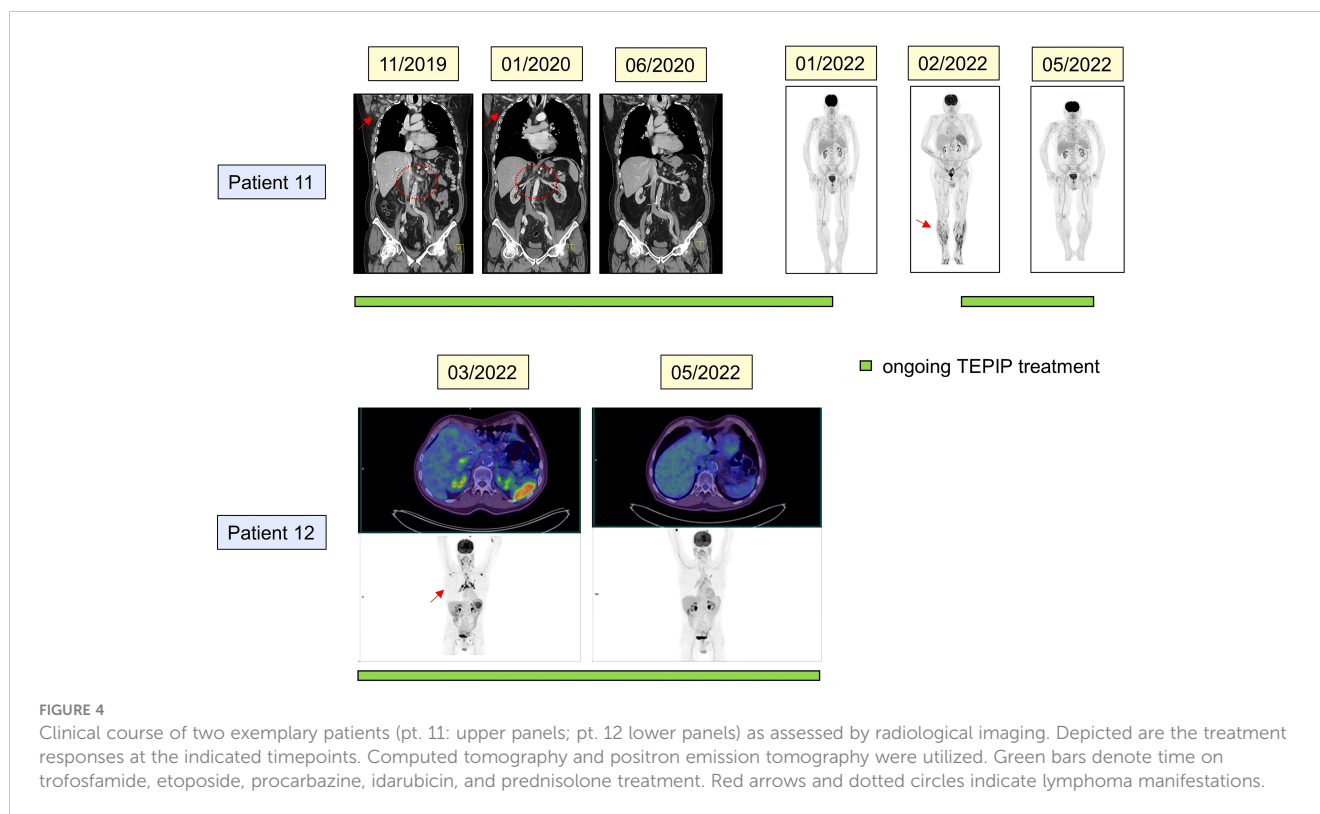 11/2019
01/2020
06/2020
01/2022
02/2022
05/2022
Patient 11
ongoing TEPIP treatment
03/2022
05/2022
Patient 12
FIGURE 4
Clinical course of two exemplary patients (pt. 11: upper panels; pt. 12 lower panels) as assessed by radiological imaging. Depicted are the treatment
responses at the indicated timepoints. Computed tomography and positron emission tomography were utilized. Green bars denote time on
trofosfamide, etoposide, procarbazine, idarubicin, and prednisolone treatment. Red arrows and dotted circles indicate lymphoma manifestations.